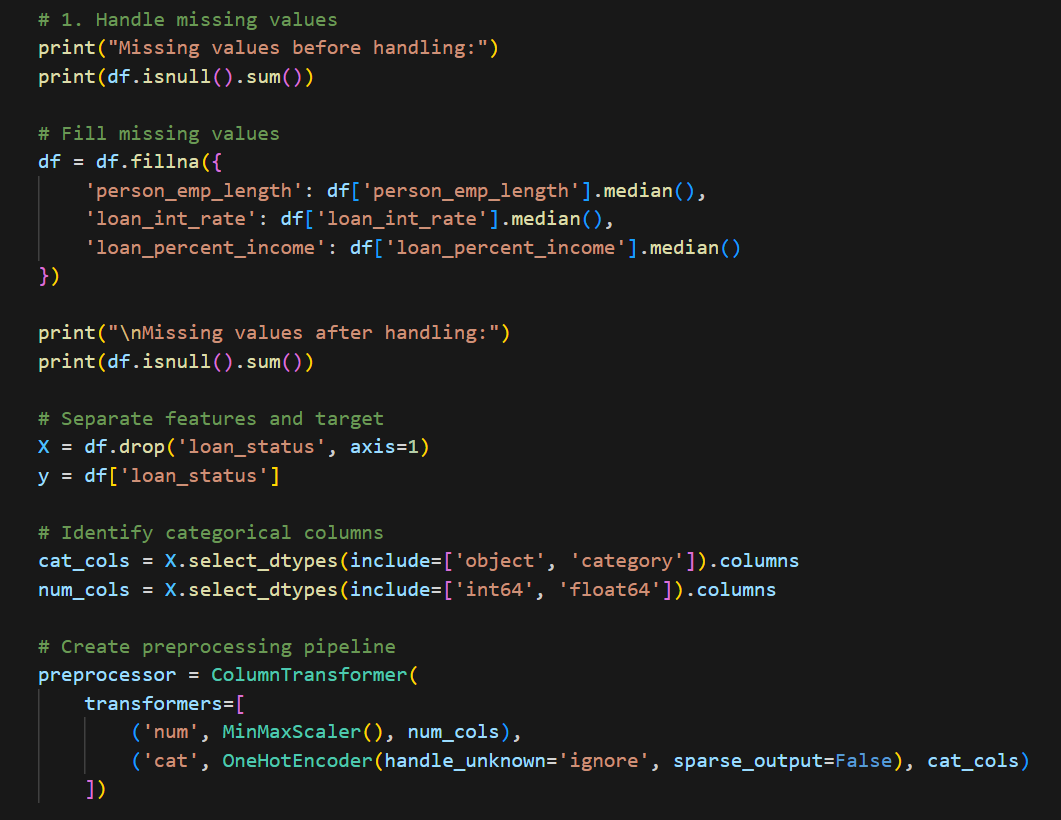 # 1. Handle missing values
print("Missing values before handling:")
print(df.isnull().sum())
# Fill missing values
df = df.fillna({
    'person_emp_length': df['person_emp_length'].median(),
    'loan_int_rate': df['loan_int_rate'].median(),
    'loan_percent_income': df['loan_percent_income'].median()
})
print("\nMissing values after handling:")
print(df.isnull().sum())
# Separate features and target
X = df.drop('loan_status', axis=1)
y = df['loan_status']
# Identify categorical columns
cat_cols = X.select_dtypes(include=['object', 'category']).columns
num_cols = X.select_dtypes(include=['int64', 'float64']).columns
# Create preprocessing pipeline
preprocessor = ColumnTransformer(
    transformers=[
        ('num', MinMaxScaler(), num_cols),
        ('cat', OneHotEncoder(handle_unknown='ignore', sparse_output=False), cat_cols)
    ])